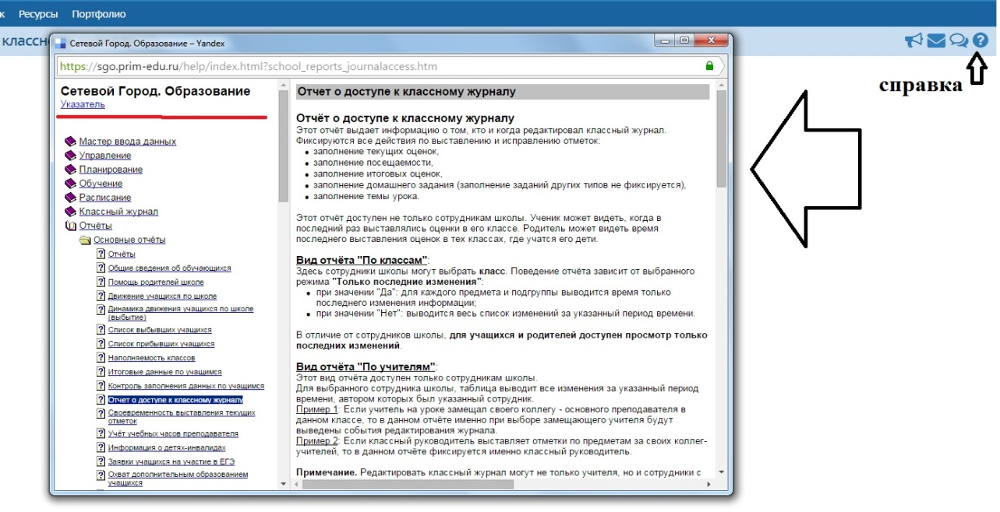 к Ресурсы Портфолио
классн
Сетевой Город. Образование – Yandex
https://sgo.prim-edu.ru/help/index.html?school_reports_journalaccess.htm
справка
Сетевой Город. Образование
Указатель
Мастер ввода данных
Управление
Планирование
Обучение
Расписание
Классный журнал
Отчёты
Основные отчёты
Отчёты
Общие сведения об обучающихся
Помощь родителей школе
Движение учащихся по школе
Динамика движения учащихся по школе
(выбытие)
Список выбывших учащихся
Список прибывших учащихся
Наполняемость классов
Итоговые данные по учащимся
Контроль заполнения данных по учащимся
Отчет о доступе к классному журналу
Своевременность выставления текущих
отметок
Учёт учебных часов преподавателя
Информация о детях-инвалидах
Заявки учащихся на участие в ЕГЭ
Охват дополнительным образованием
учащихся
Отчет о доступе к классному журналу
Отчёт о доступе к классному журналу
Этот отчёт выдает информацию о том, кто и когда редактировал классный журнал.
Фиксируются все действия по выставлению и исправлению отметок:
• заполнение текущих оценок,
• заполнение посещаемости,
• заполнение итоговых оценок,
• заполнение домашнего задания (заполнение заданий других типов не фиксируется),
• заполнение темы урока.
Этот отчёт доступен не только сотрудникам школы. Ученик может видеть, когда в
последний раз выставлялись оценки в его классе. Родитель может видеть время
последнего выставления оценок в тех классах, где учатся его дети.
Вид отчёта "По классам":
Здесь сотрудники школы могут выбрать класс. Поведение отчёта зависит от выбранного
режима "Только последние изменения":
• при значении "Да": для каждого предмета и подгруппы выводится время только
последнего изменения информации;
• при значении "Нет": выводится весь список изменений за указанный период времени.
В отличие от сотрудников школы, для учащихся и родителей доступен просмотр только
последних изменений.
Вид отчёта "По учителям":
Этот вид отчёта доступен только сотрудникам школы.
Для выбранного сотрудника школы, таблица выводит все изменения за указанный период
времени, автором которых был указанный сотрудник.
Пример 1: Если учитель на уроке замещал своего коллегу - основного преподавателя в
данном классе, то в данном отчёте именно при выборе замещающего учителя будут
выведены события редактирования журнала.
Пример 2: Если классный руководитель выставляет отметки по предметам за своих коллег-
учителей, то в данном отчёте фиксируется именно классный руководитель.
Примечание. Редактировать классный журнал могут не только учителя, но и сотрудники с